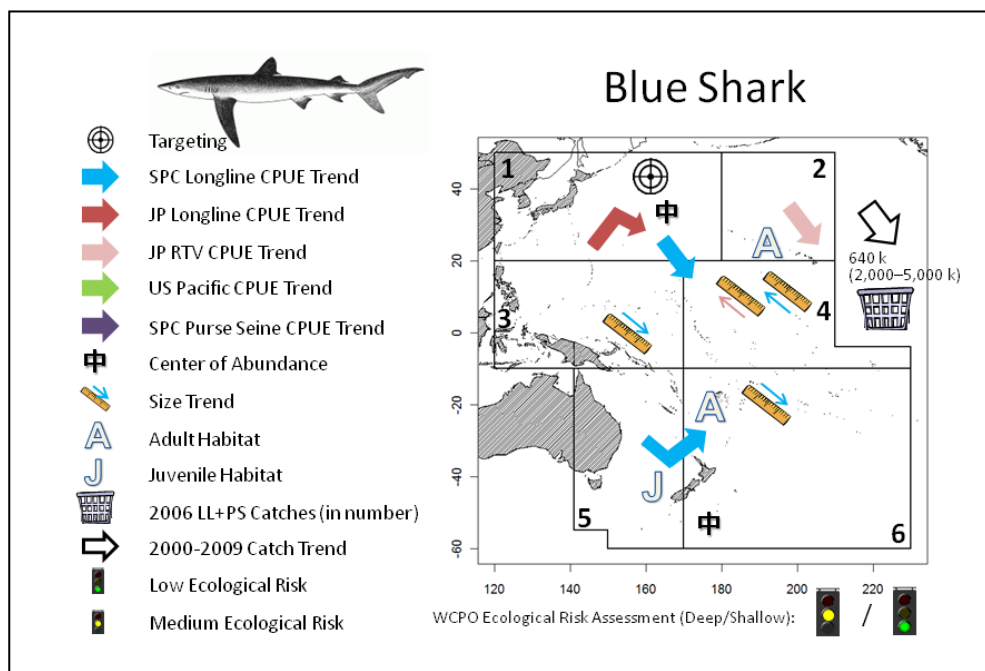 Blue Shark
Targeting
SPC Longline CPUE Trend
JP Longline CPUE Trend
JP RTV CPUE Trend
US Pacific CPUE Trend
SPC Purse Seine CPUE Trend
中
Center of Abundance
Size Trend
A
Adult Habitat
J
Juvenile Habitat
2006 LL+PS Catches (in number)
2000-2009 Catch Trend
Low Ecological Risk
Medium Ecological Risk
1
2
中
A
640 k
(2,000–5,000 k)
3
4
A
J
5
中
6
40
20
0
-20
-40
-60
120 140 160 180 200 220
WCPO Ecological Risk Assessment (Deep/Shallow):
/